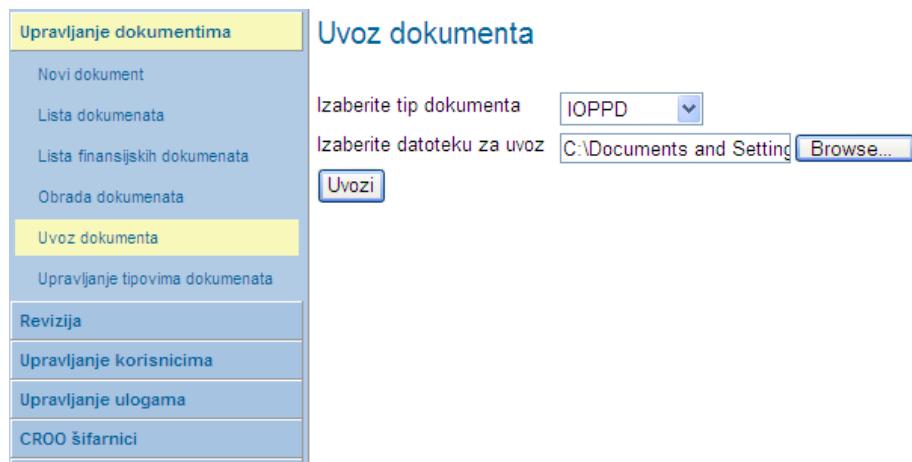 Upravljanje dokumentima
Novi dokument
Lista dokumenata
Lista finansijskih dokumenata
Obrada dokumenata
Uvoz dokumenta
Upravljanje tipovima dokumenata
Revizija
Upravljanje korisnicima
Upravljanje ulogama
CROO šifarnici
Uvoz dokumenta
Izaberite tip dokumenta IOPPD
Izaberite datoteku za uvoz C:\Documents and Setting Browse...
Uvozi